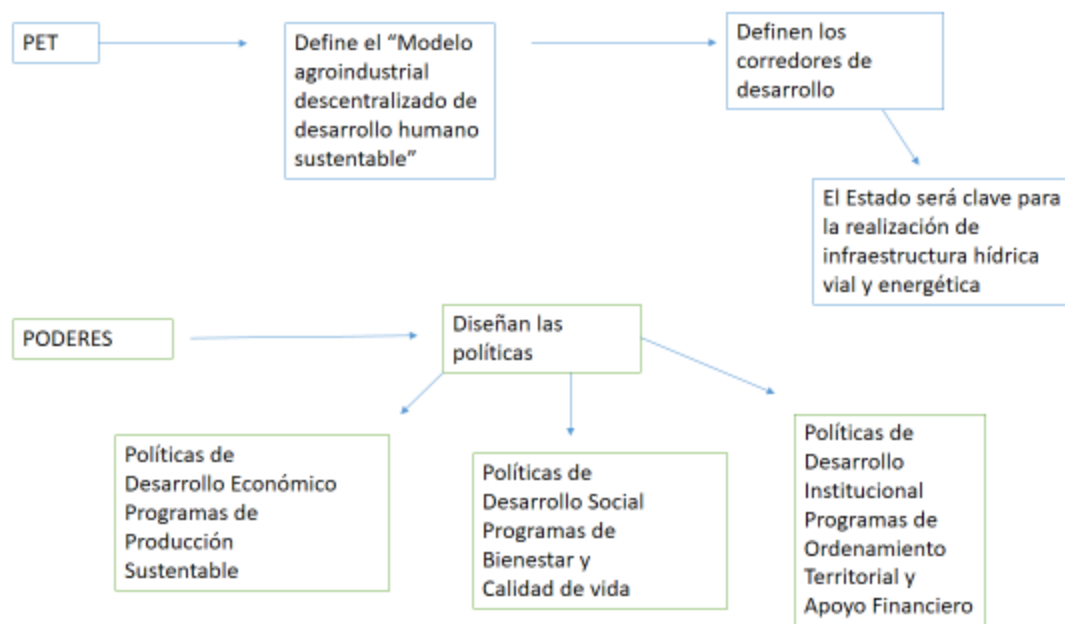 PET
Define el “Modelo
agroindustrial
descentralizado de
desarrollo humano
sustentable”
Definen los
corredores de
desarrollo
El Estado será clave para
la realización de
infraestructura hídrica
vial y energética
PODERES
Diseñan las
políticas
Políticas de
Desarrollo Económico
Programas de
Producción
Sustentable
Políticas de
Desarrollo Social
Programas de
Bienestar y
Calidad de vida
Políticas de
Desarrollo
Institucional
Programas de
Ordenamiento
Territorial y
Apoyo Financiero